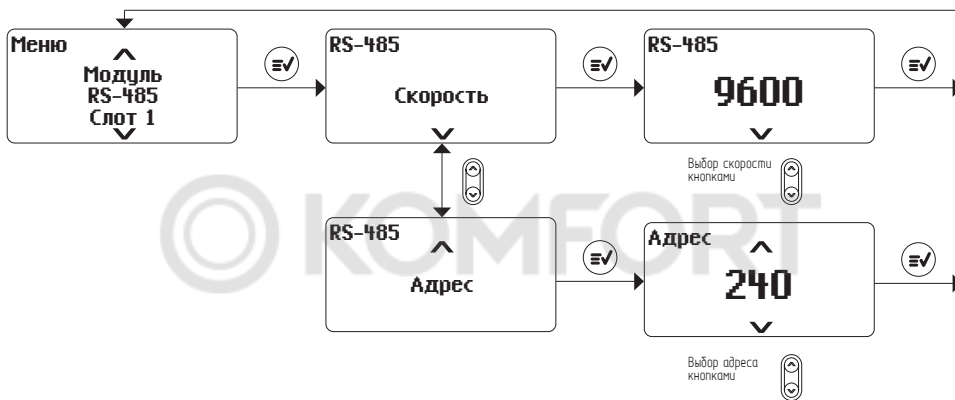 Меню
Модуль
RS-485
Слот 1
RS-485
Скорость
RS-485
9600
Выбор скорости
кнопками
KOMFORT
RS-485
Адрес
Адрес
240
Выбор адреса
кнопками